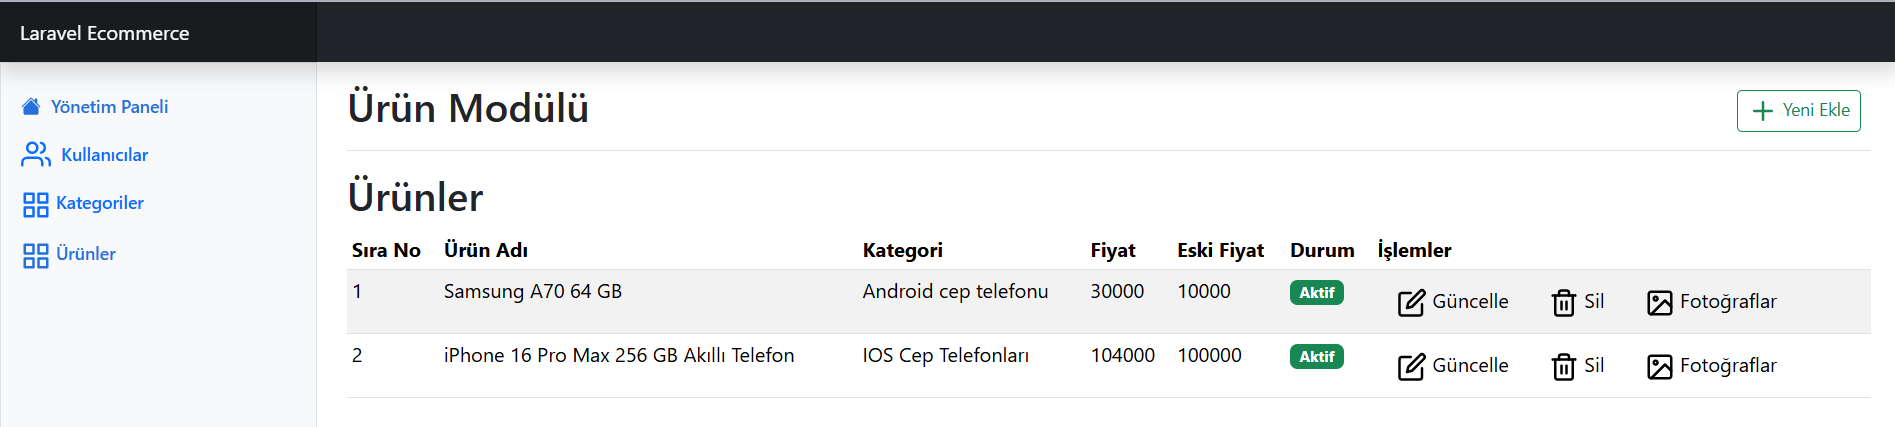 Laravel Ecommerce
Yönetim Paneli
Kullanıcılar
Kategoriler
Ürünler
Ürün Modülü
Yeni Ekle
Ürünler
Sıra No Ürün Adı Kategori Fiyat Eski Fiyat Durum İşlemler
1 Samsung A70 64 GB Android cep telefonu 30000 10000 Aktif Güncelle Sil Fotoğraflar
2 iPhone 16 Pro Max 256 GB Akıllı Telefon IOS Cep Telefonları 104000 100000 Aktif Güncelle Sil Fotoğraflar